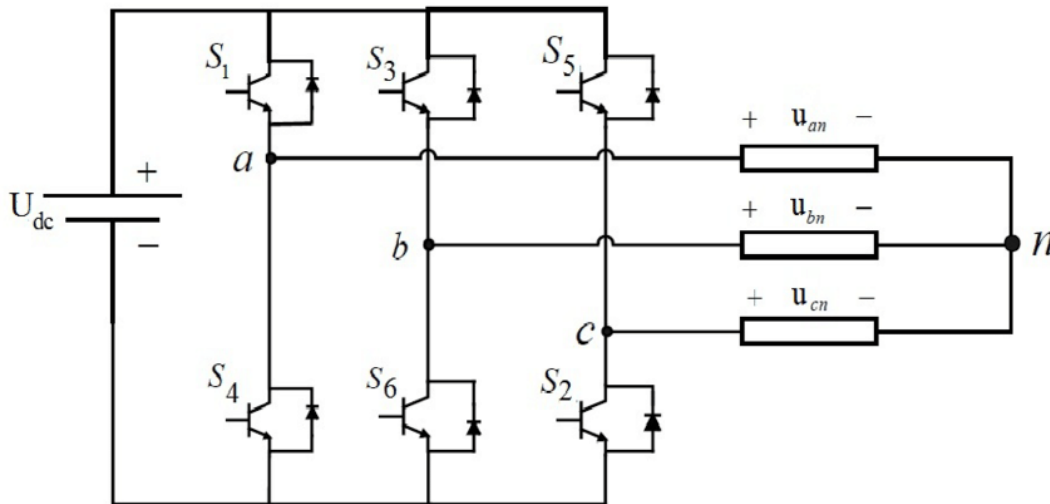 S1 S3 S5
+ uan −
a
+
Udc
−
+ ubn −
b
n
+ ucn −
c
S4 S6 S2